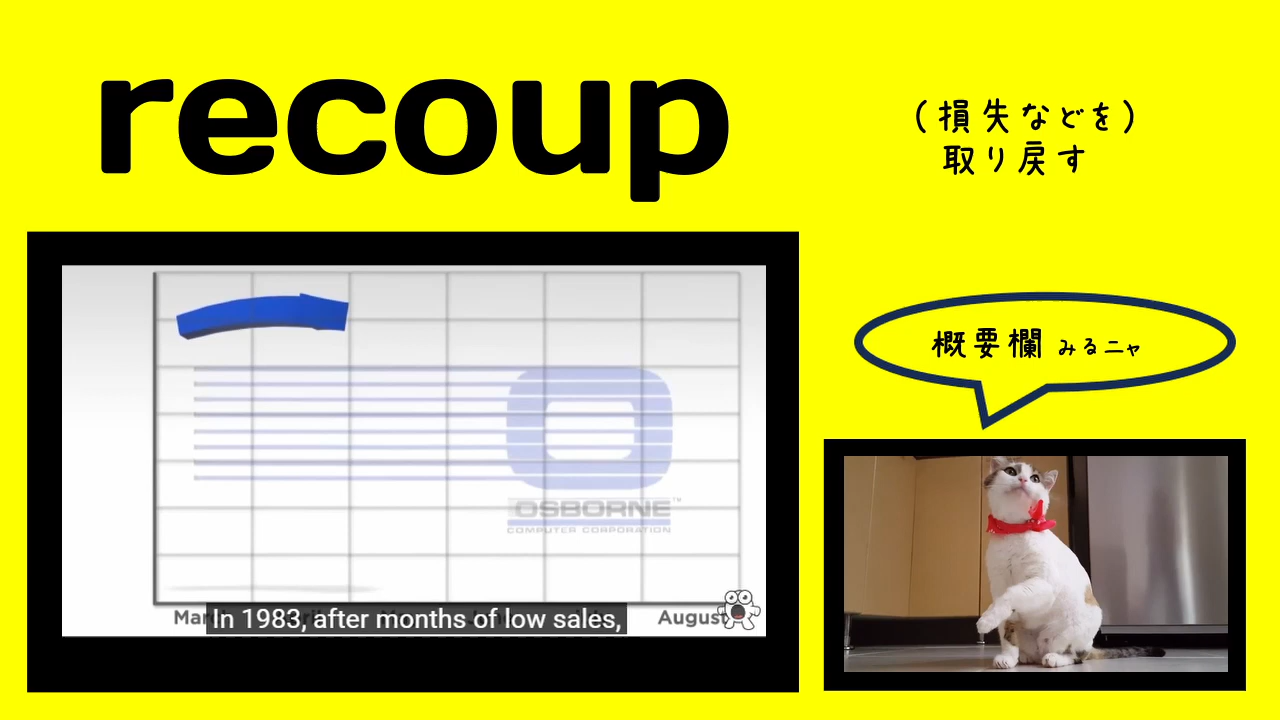 recoup
(損失などを)
取り戻す
概要欄 みるニャ
OSBORNE™
COMPUTER CORPORATION
In 1983, after months of low sales,
August